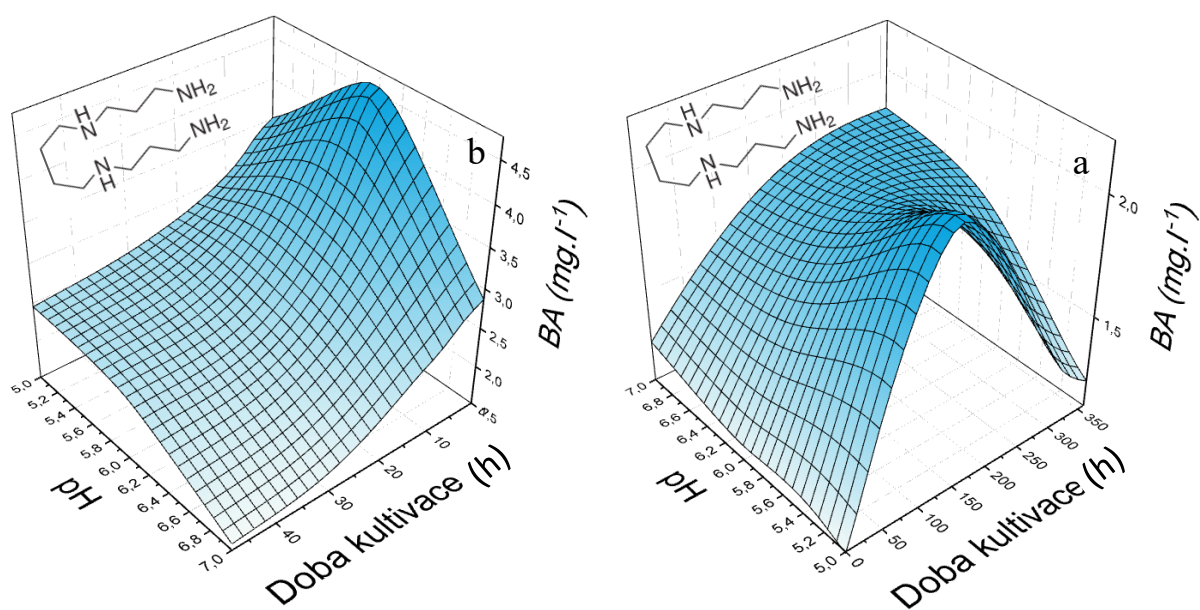 H
N
NH2
NH2
N
H
b
4,5
4,0
3,5
3,0
2,5
2,0
BA (mg.l-1)
5,0
5,2
5,4
5,6
5,8
6,0
6,2
6,4
6,6
6,8
7,0
pH
40
30
20
10
Doba kultivace (h)
H
N
NH2
NH2
N
H
a
2,0
1,5
BA (mg.l-1)
7,0
6,8
6,6
6,4
6,2
6,0
5,8
5,6
5,4
5,2
5,0
pH
0
50
100
150
200
250
300
350
Doba kultivace (h)